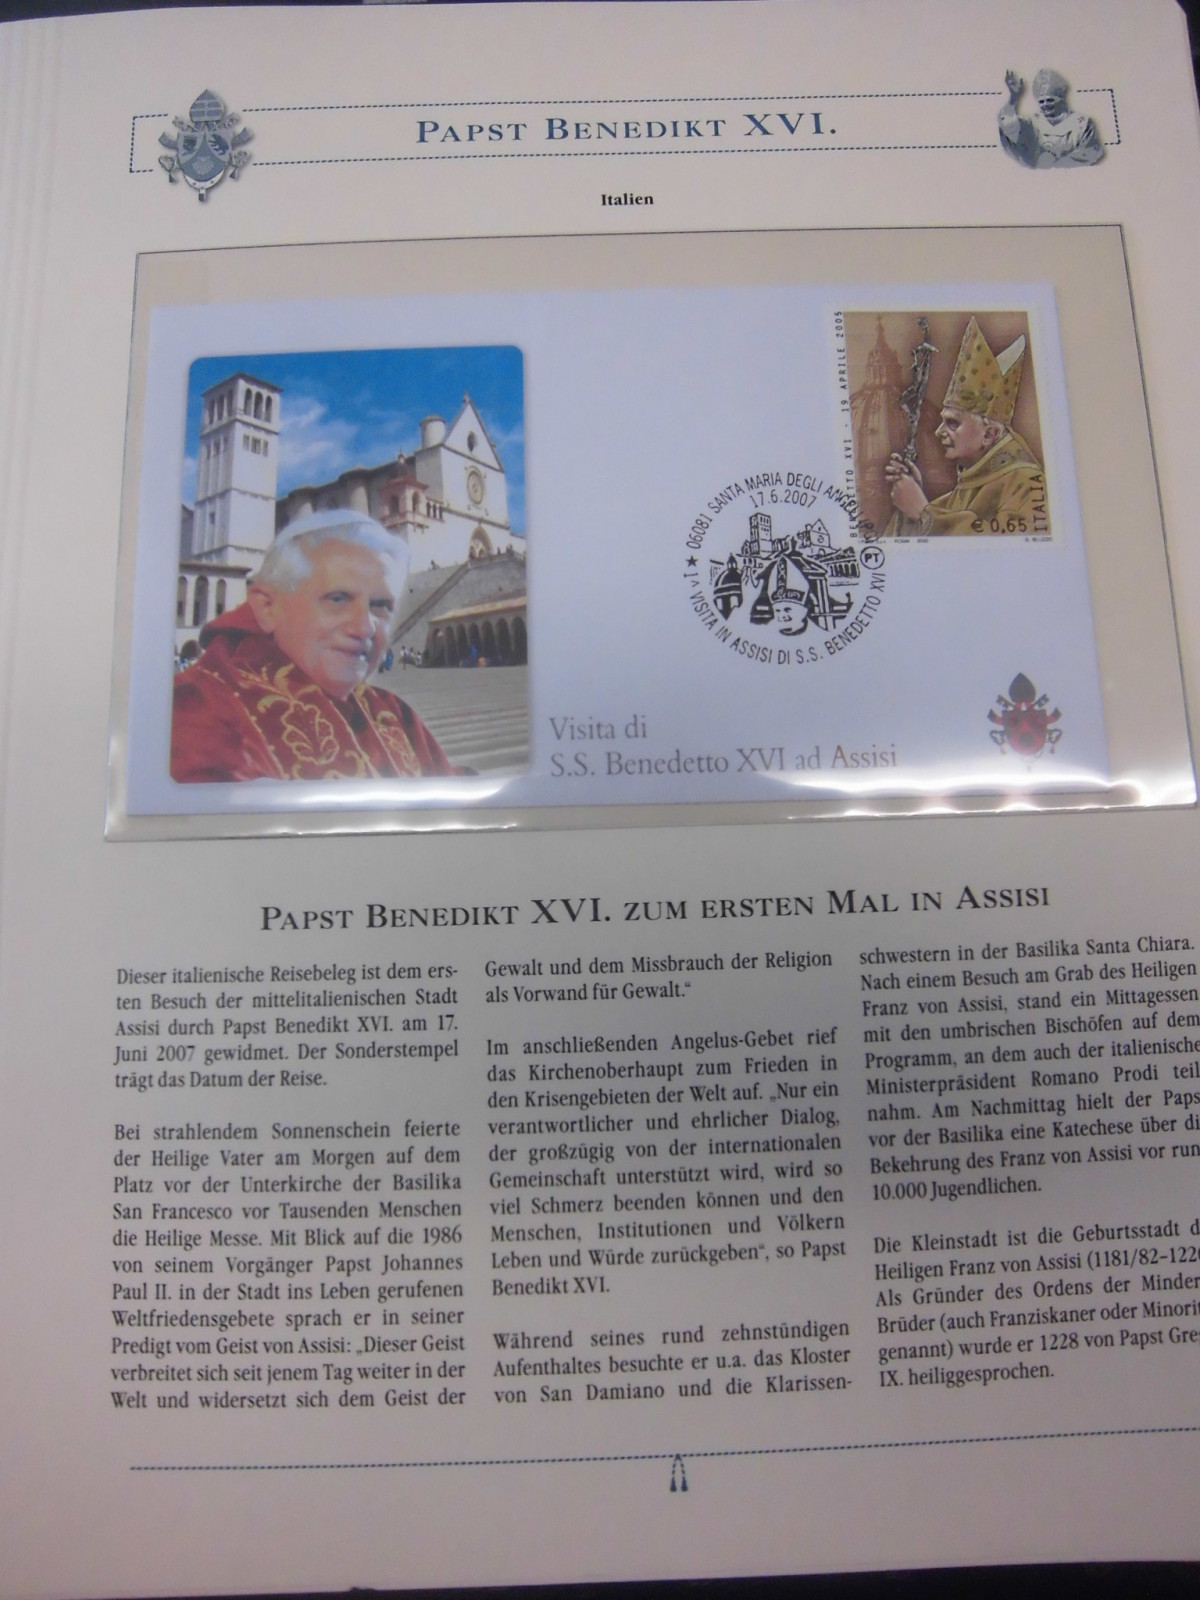 PAPST BENEDIKT XVI.
Italien
BENEDETTO XVI - 19 APRILE 2005
ITALIA
€ 0,65
06081 SANTA MARIA DEGLI ANGELI
17.6.2007
PT
VISITA IN ASSISI DI S.S. BENEDETTO XVI
Visita di
S.S. Benedetto XVI ad Assisi
PAPST BENEDIKT XVI. ZUM ERSTEN MAL IN ASSISI
Dieser italienische Reisebeleg ist dem ers-
ten Besuch der mittelitalienischen Stadt
Assisi durch Papst Benedikt XVI. am 17.
Juni 2007 gewidmet. Der Sonderstempel
trägt das Datum der Reise.
Bei strahlendem Sonnenschein feierte
der Heilige Vater am Morgen auf dem
Platz vor der Unterkirche der Basilika
San Francesco vor Tausenden Menschen
die Heilige Messe. Mit Blick auf die 1986
von seinem Vorgänger Papst Johannes
Paul II. in der Stadt ins Leben gerufenen
Weltfriedensgebete sprach er in seiner
Predigt vom Geist von Assisi: „Dieser Geist
verbreitet sich seit jenem Tag weiter in der
Welt und widersetzt sich dem Geist der
Gewalt und dem Missbrauch der Religion
als Vorwand für Gewalt.“
Im anschließenden Angelus-Gebet rief
das Kirchenoberhaupt zum Frieden in
den Krisengebieten der Welt auf. „Nur ein
verantwortlicher und ehrlicher Dialog,
der großzügig von der internationalen
Gemeinschaft unterstützt wird, wird so
viel Schmerz beenden können und den
Menschen, Institutionen und Völkern
Leben und Würde zurückgeben“, so Papst
Benedikt XVI.
Während seines rund zehnstündigen
Aufenthaltes besuchte er u.a. das Kloster
von San Damiano und die Klarissen-
schwestern in der Basilika Santa Chiara.
Nach einem Besuch am Grab des Heiligen
Franz von Assisi, stand ein Mittagessen
mit den umbrischen Bischöfen auf dem
Programm, an dem auch der italienische
Ministerpräsident Romano Prodi teil
nahm. Am Nachmittag hielt der Paps
vor der Basilika eine Katechese über di
Bekehrung des Franz von Assisi vor run
10.000 Jugendlichen.
Die Kleinstadt ist die Geburtsstadt d
Heiligen Franz von Assisi (1181/82–1226
Als Gründer des Ordens der Minder
Brüder (auch Franziskaner oder Minorit
genannt) wurde er 1228 von Papst Gre
IX. heiliggesprochen.